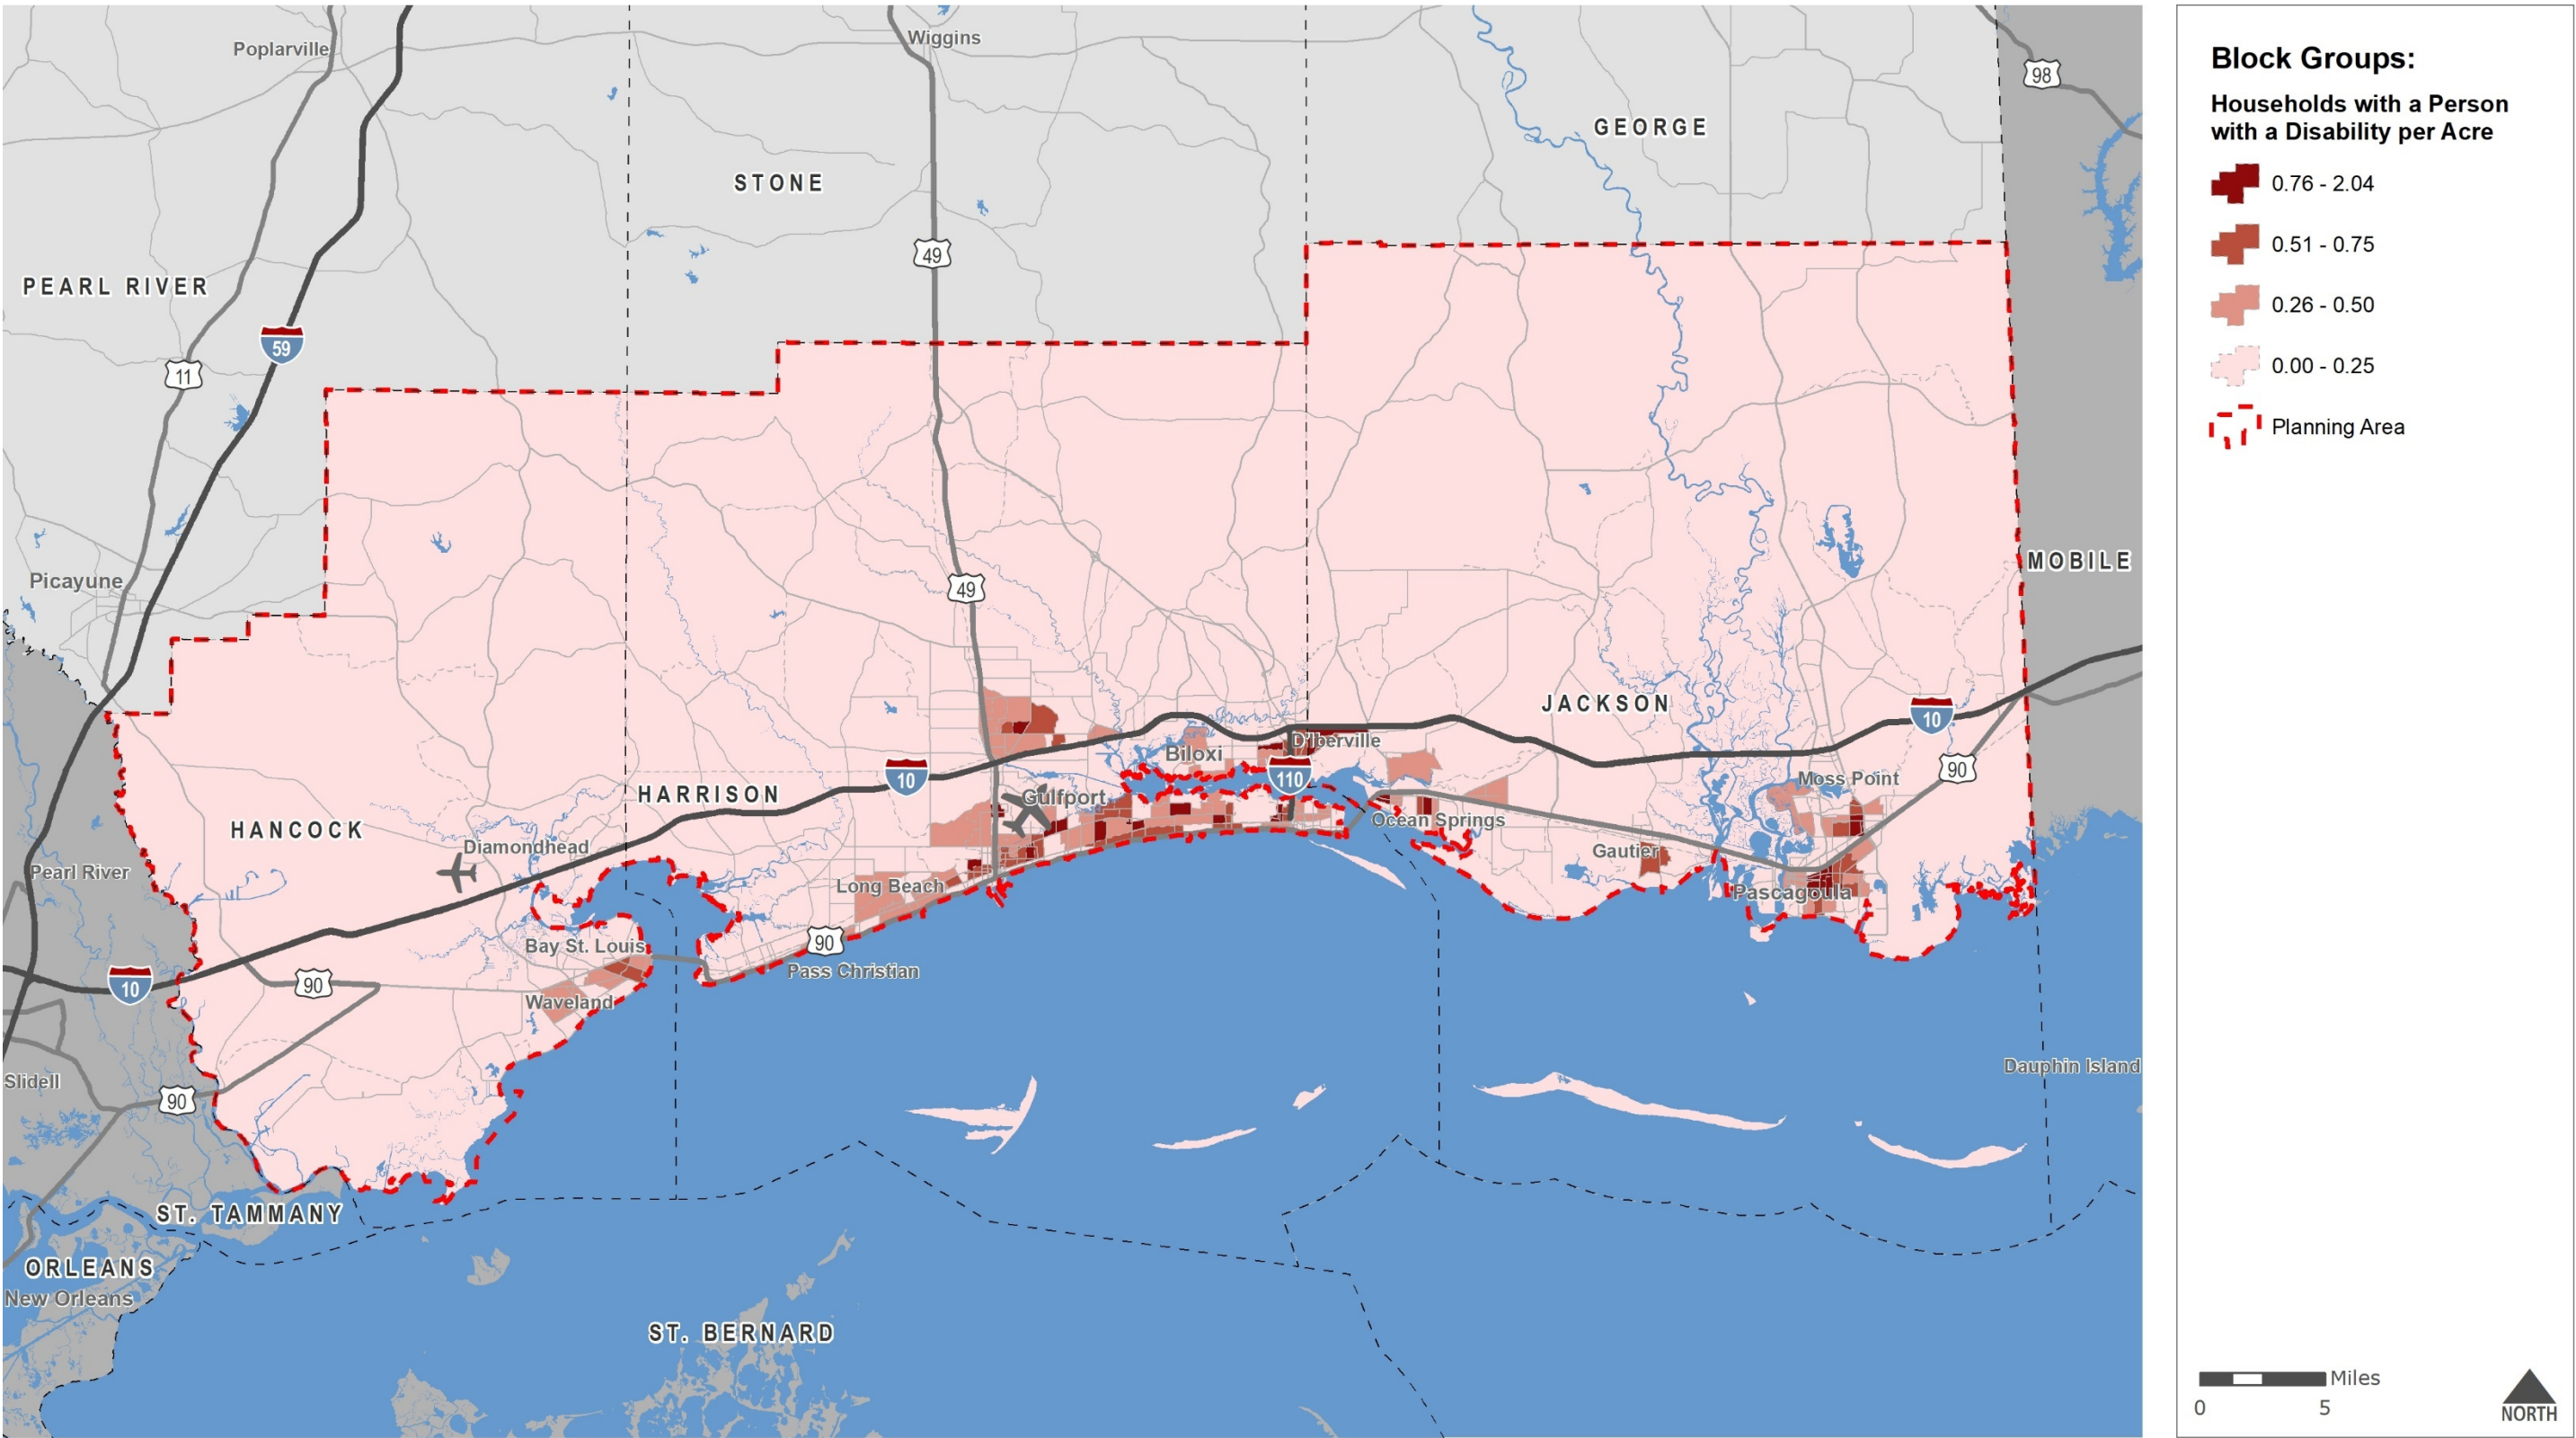 Poplarville
Wiggins
98
GEORGE
STONE
49
PEARL RIVER
59
11
MOBILE
Picayune
49
JACKSON
10
D'Iberville
Biloxi
90
10
110
Moss Point
HARRISON
Gulfport
Ocean Springs
HANCOCK
Diamondhead
Gautier
Pearl River
Long Beach
Pascagoula
90
Bay St. Louis
Pass Christian
10
90
Waveland
Dauphin Island
Slidell
90
ST. TAMMANY
ORLEANS
New Orleans
ST. BERNARD
Block Groups:
Households with a Person
with a Disability per Acre
0.76 - 2.04
0.51 - 0.75
0.26 - 0.50
0.00 - 0.25
Planning Area
Miles
0 5
NORTH